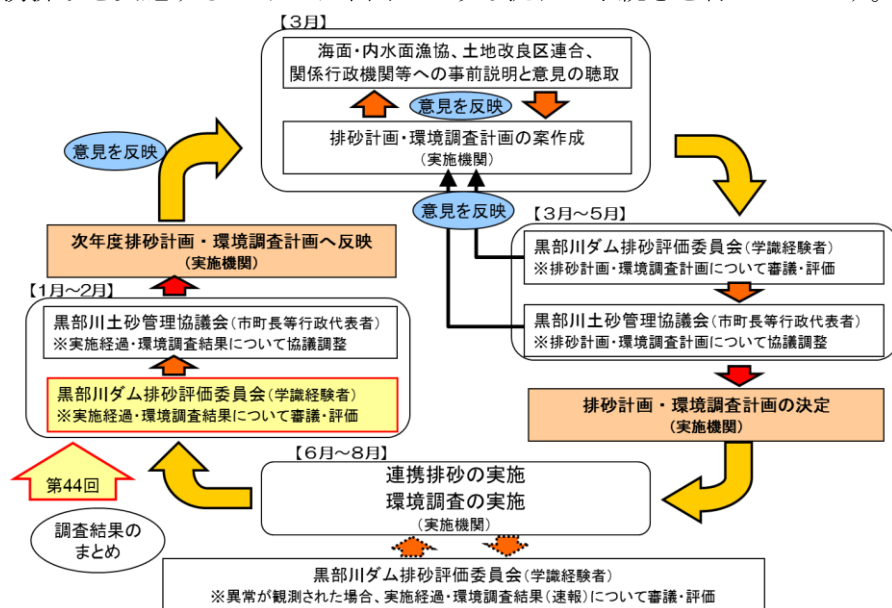 【3月】
海面・内水面漁協、土地改良区連合、
関係行政機関等への事前説明と意見の聴取
意見を反映
排砂計画・環境調査計画の案作成
(実施機関)
意見を反映
意見を反映
【3月～5月】
黒部川ダム排砂評価委員会(学識経験者)
※排砂計画・環境調査計画について審議・評価
黒部川土砂管理協議会(市町長等行政代表者)
※排砂計画・環境調査計画について協議調整
排砂計画・環境調査計画の決定
(実施機関)
【6月～8月】
連携排砂の実施
環境調査の実施
(実施機関)
黒部川ダム排砂評価委員会(学識経験者)
※異常が観測された場合、実施経過・環境調査結果(速報)について審議・評価
次年度排砂計画・環境調査計画へ反映
(実施機関)
【1月～2月】
黒部川土砂管理協議会(市町長等行政代表者)
※実施経過・環境調査結果について協議調整
黒部川ダム排砂評価委員会(学識経験者)
※実施経過・環境調査結果について審議・評価
第44回
調査結果の
まとめ